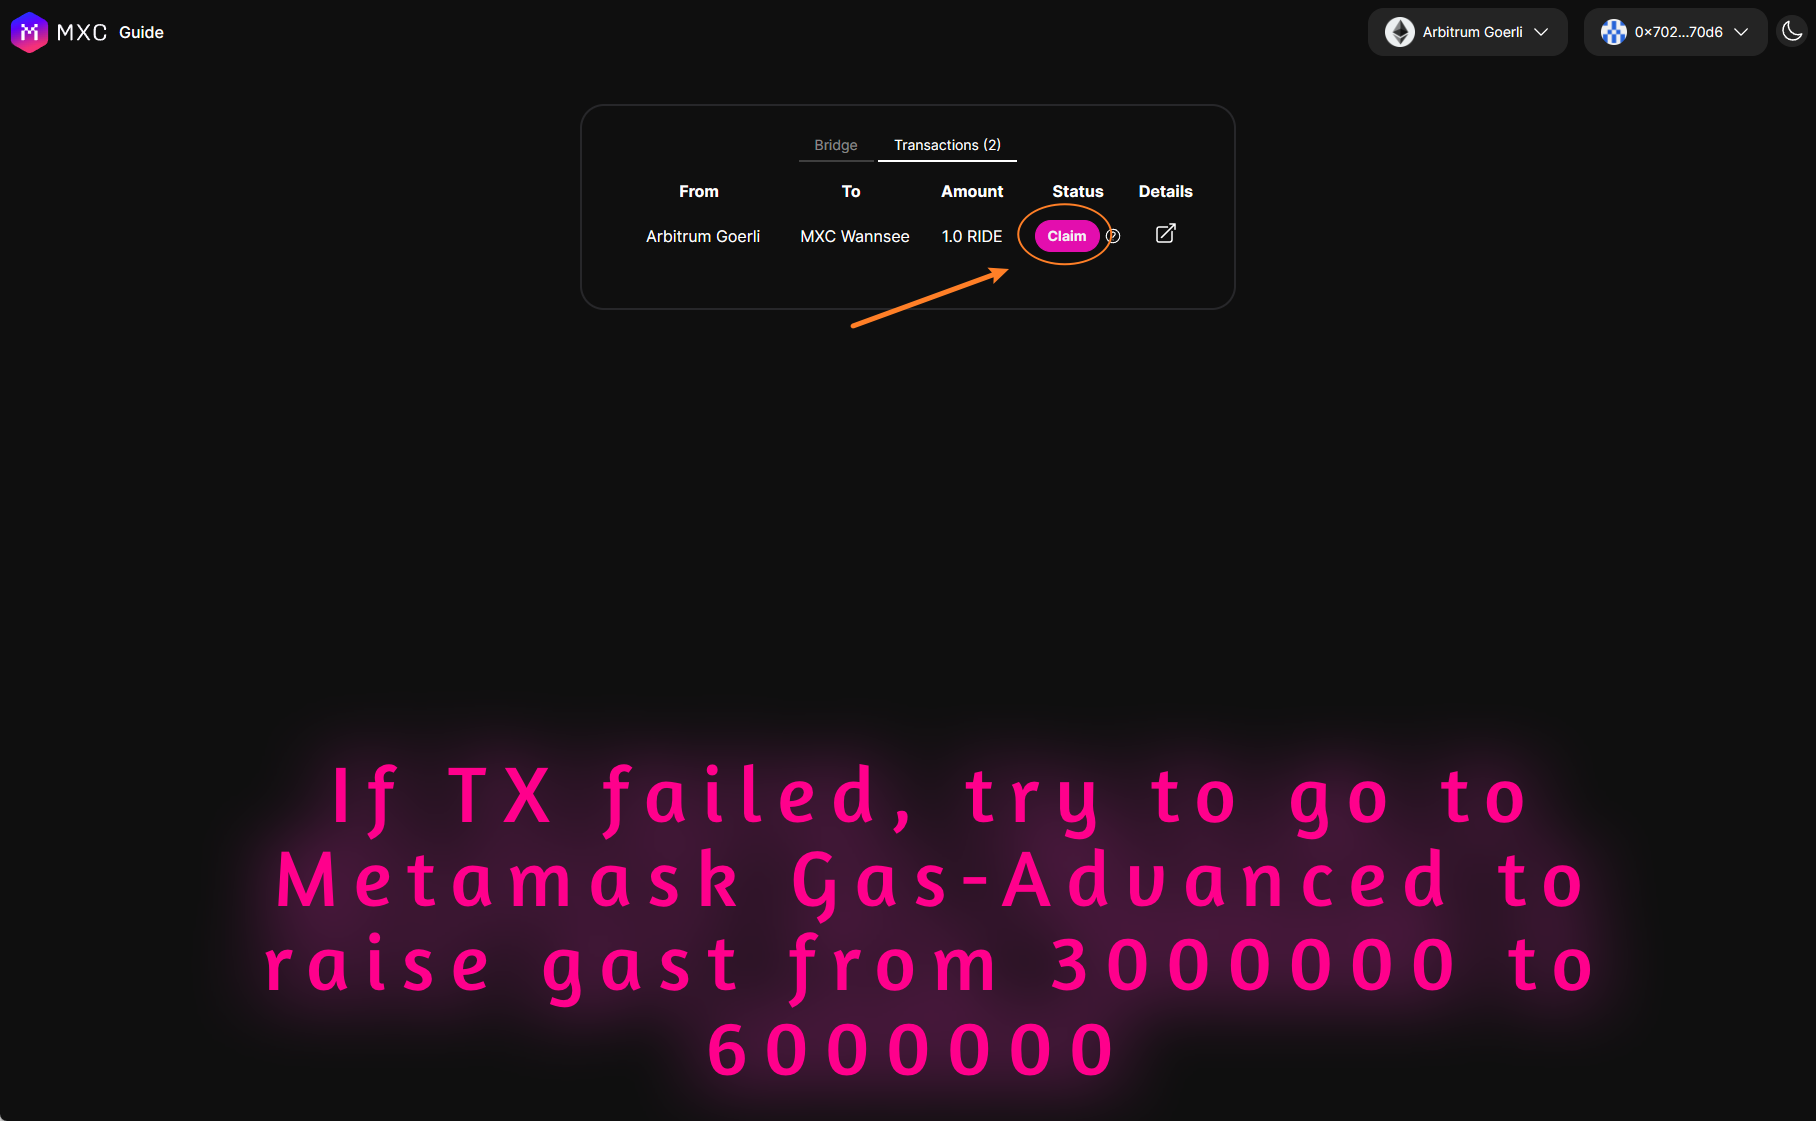 MXC Guide
Arbitrum Goerli
0×702...70d6
Bridge
Transactions (2)
From To Amount Status Details
Arbitrum Goerli MXC Wannsee 1.0 RIDE Claim ?
If TX failed, try to go to
Metamask Gas-Advanced to
raise gast from 3000000 to
6000000